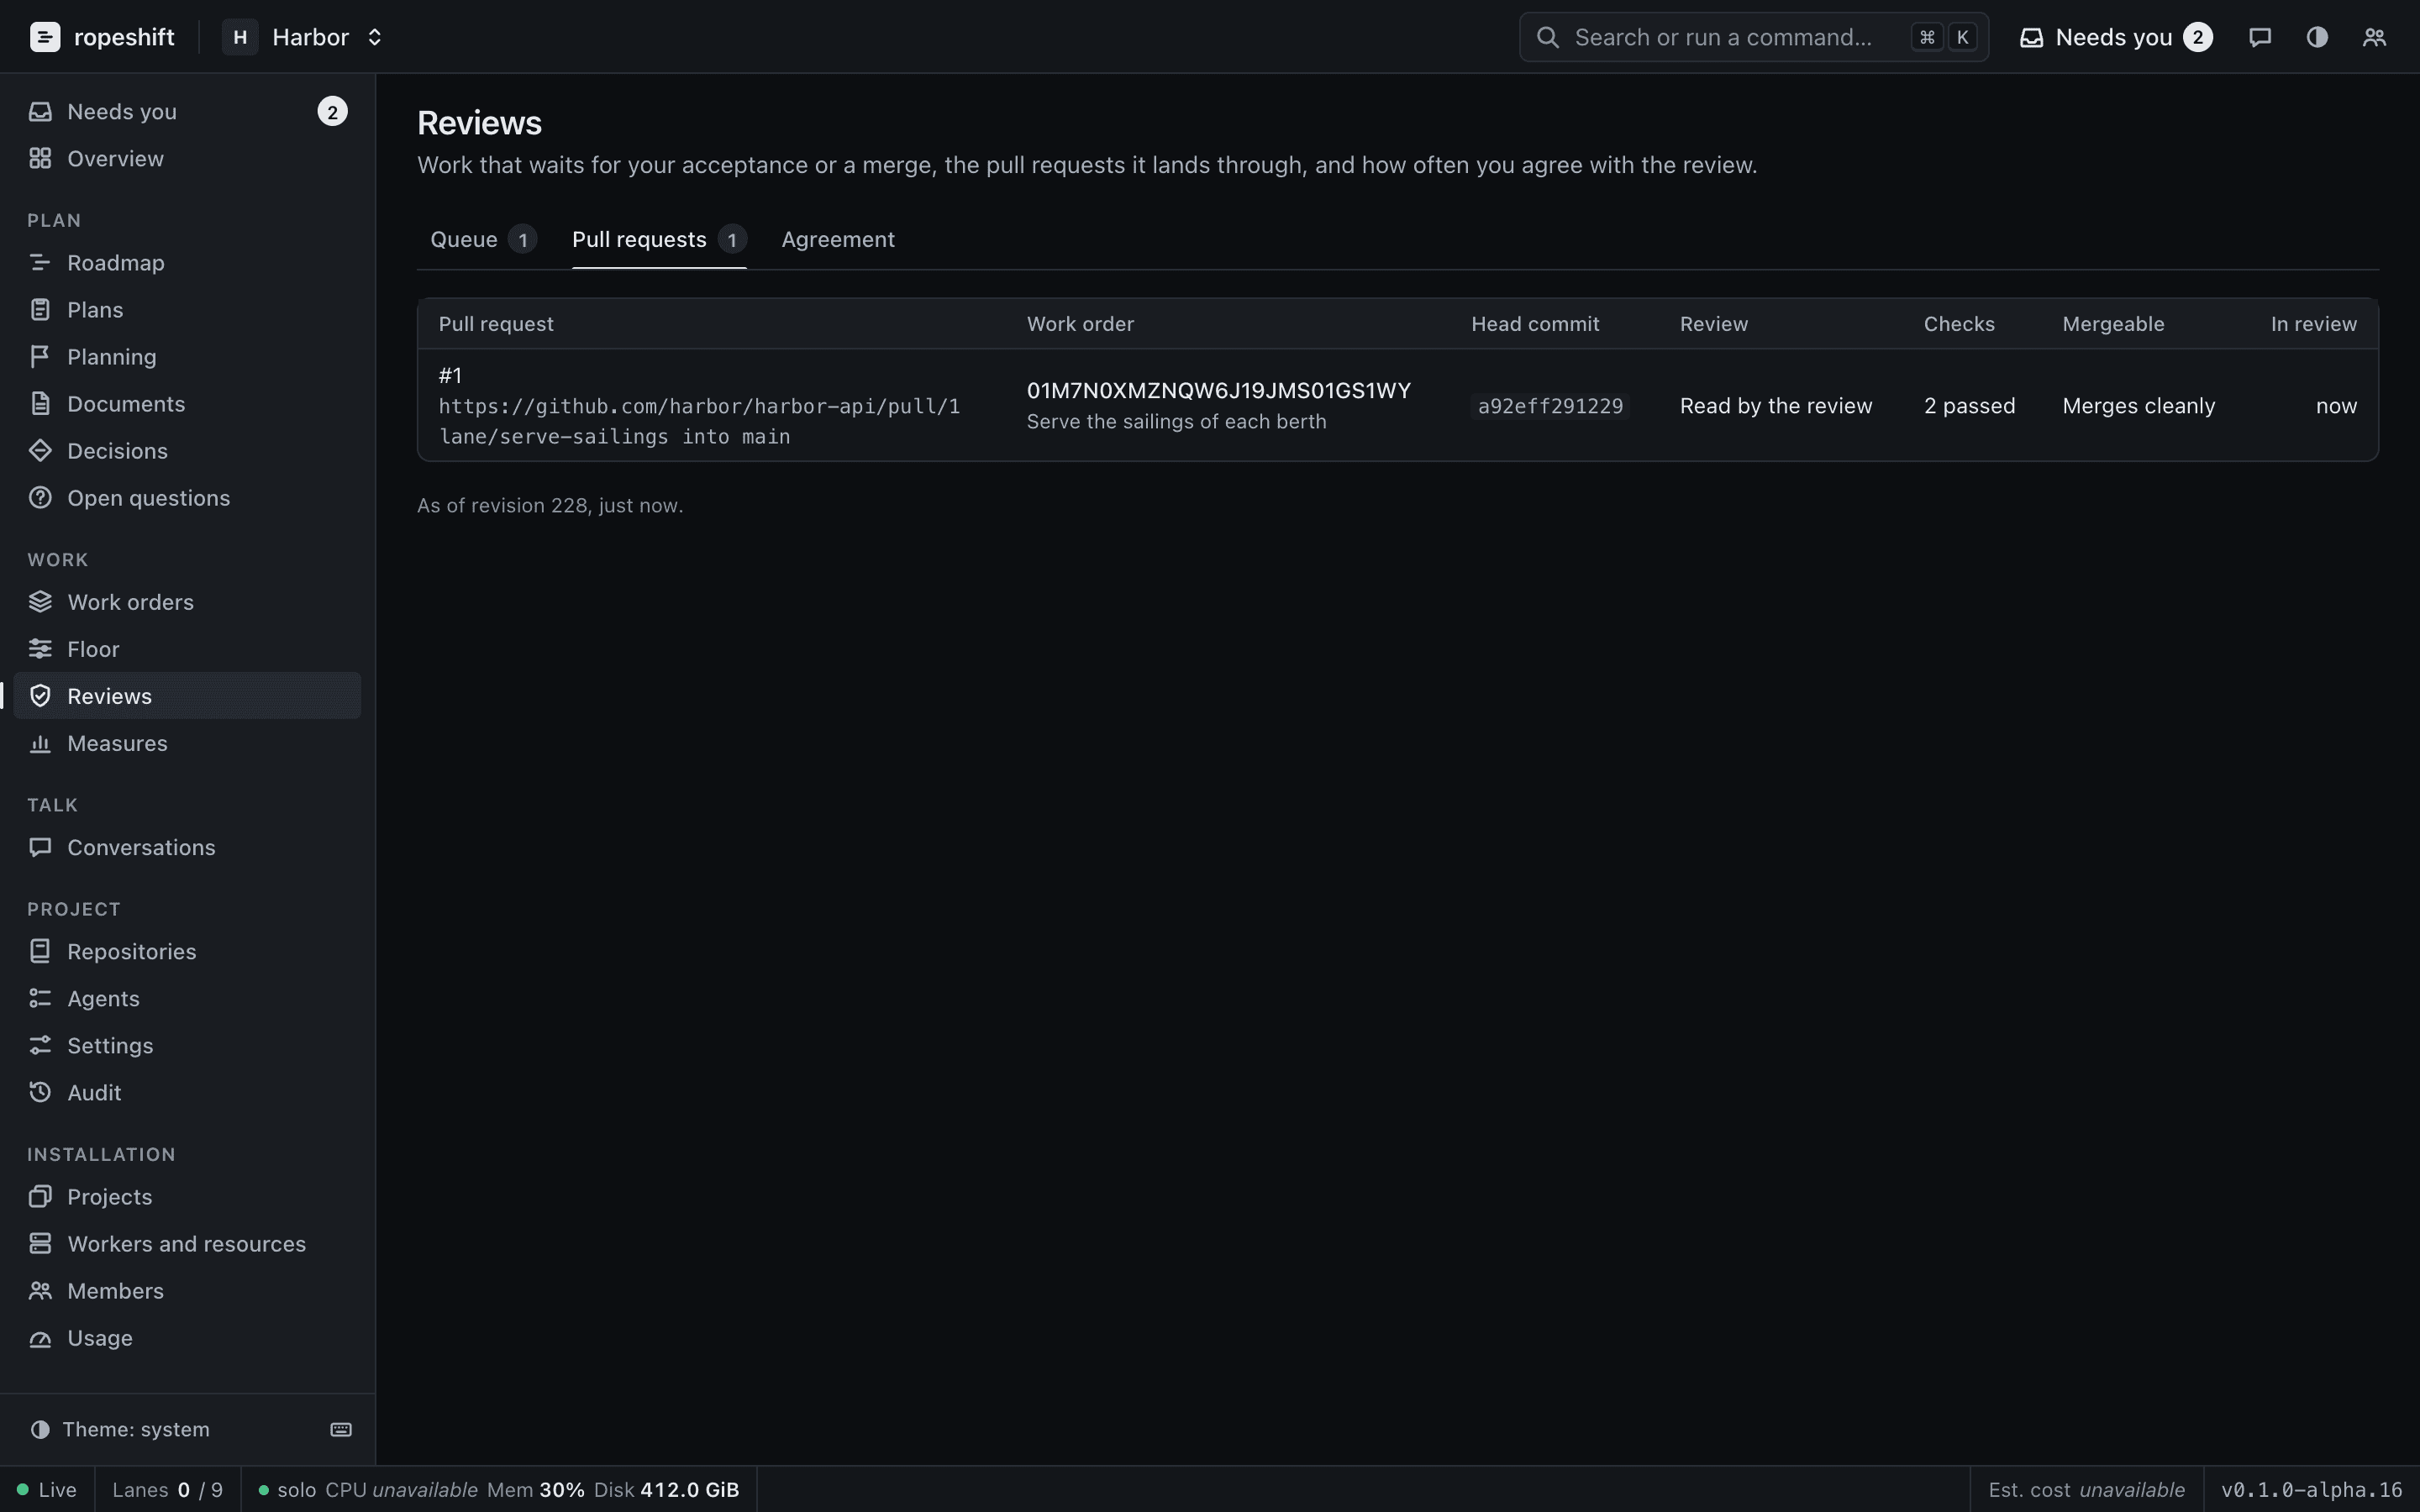 ropeshift
H Harbor
Search or run a command... ⌘ K
Needs you 2
Needs you 2
Overview
PLAN
Roadmap
Plans
Planning
Documents
Decisions
Open questions
WORK
Work orders
Floor
Reviews
Measures
TALK
Conversations
PROJECT
Repositories
Agents
Settings
Audit
INSTALLATION
Projects
Workers and resources
Members
Usage
Theme: system
Reviews
Work that waits for your acceptance or a merge, the pull requests it lands through, and how often you agree with the review.
Queue 1 Pull requests 1 Agreement
Pull request Work order Head commit Review Checks Mergeable In review
#1
https://github.com/harbor/harbor-api/pull/1
lane/serve-sailings into main
01M7N0XMZNQW6J19JMS01GS1WY
Serve the sailings of each berth
a92eff291229
Read by the review
2 passed
Merges cleanly
now
As of revision 228, just now.
Live Lanes 0 / 9 solo CPU unavailable Mem 30% Disk 412.0 GiB Est. cost unavailable v0.1.0-alpha.16